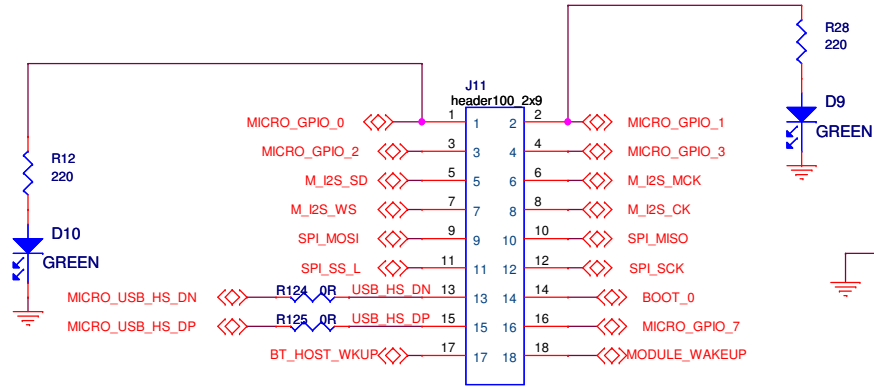 R28
220
D9
GREEN
J11
header100_2x9
R12
220
D10
GREEN
MICRO_GPIO_0 1 1 2 2 MICRO_GPIO_1
MICRO_GPIO_2 3 3 4 4 MICRO_GPIO_3
M_I2S_SD 5 5 6 6 M_I2S_MCK
M_I2S_WS 7 7 8 8 M_I2S_CK
SPI_MOSI 9 9 10 10 SPI_MISO
SPI_SS_L 11 11 12 12 SPI_SCK
MICRO_USB_HS_DN R124 0R USB_HS_DN 13 13 14 14 BOOT_0
MICRO_USB_HS_DP R125 0R USB_HS_DP 15 15 16 16 MICRO_GPIO_7
BT_HOST_WKUP 17 17 18 18 MODULE_WAKEUP